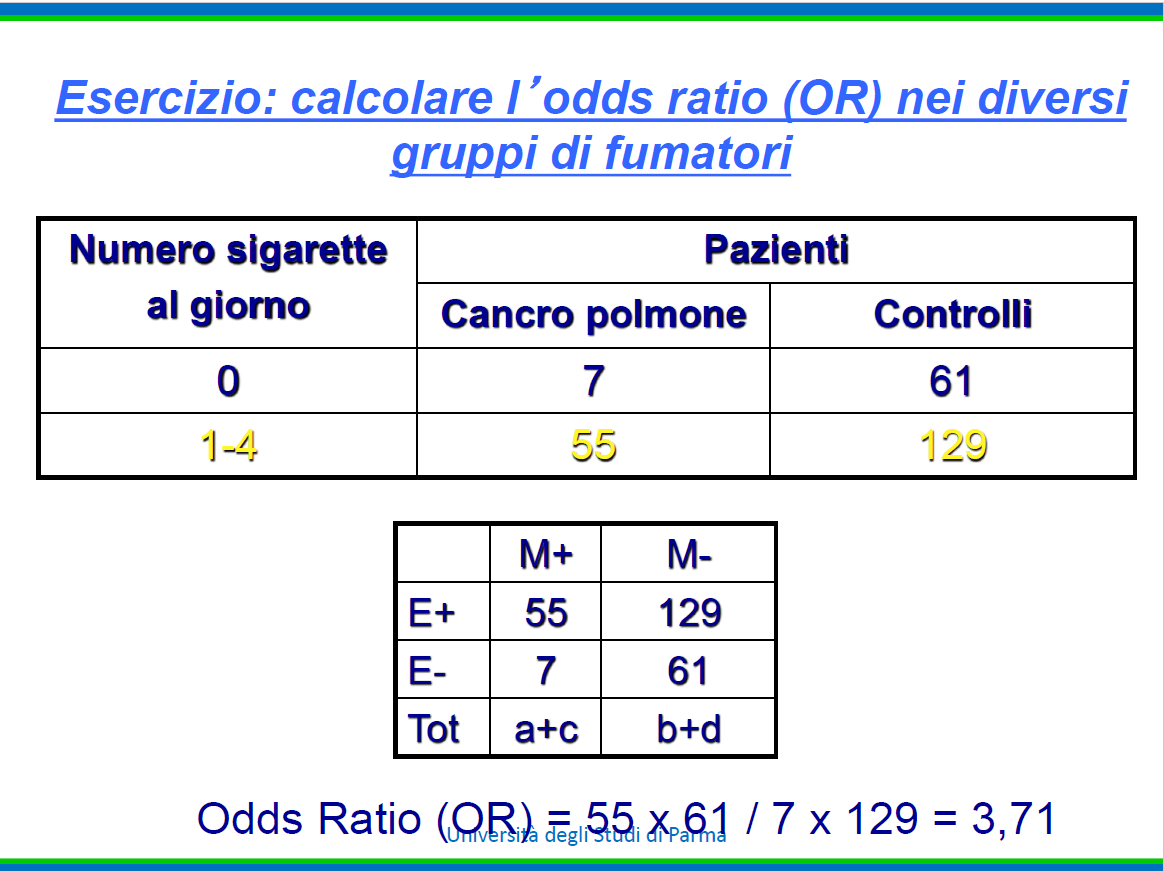 Esercizio: calcolare l’odds ratio (OR) nei diversi
gruppi di fumatori
Numero sigarette
al giorno
Pazienti
Cancro polmone
Controlli
0
7
61
1-4
55
129
M+
M-
E+
55
129
E-
7
61
Tot
a+c
b+d
Odds Ratio (OR) = 55 x 61 / 7 x 129 = 3,71
Università degli Studi di Parma